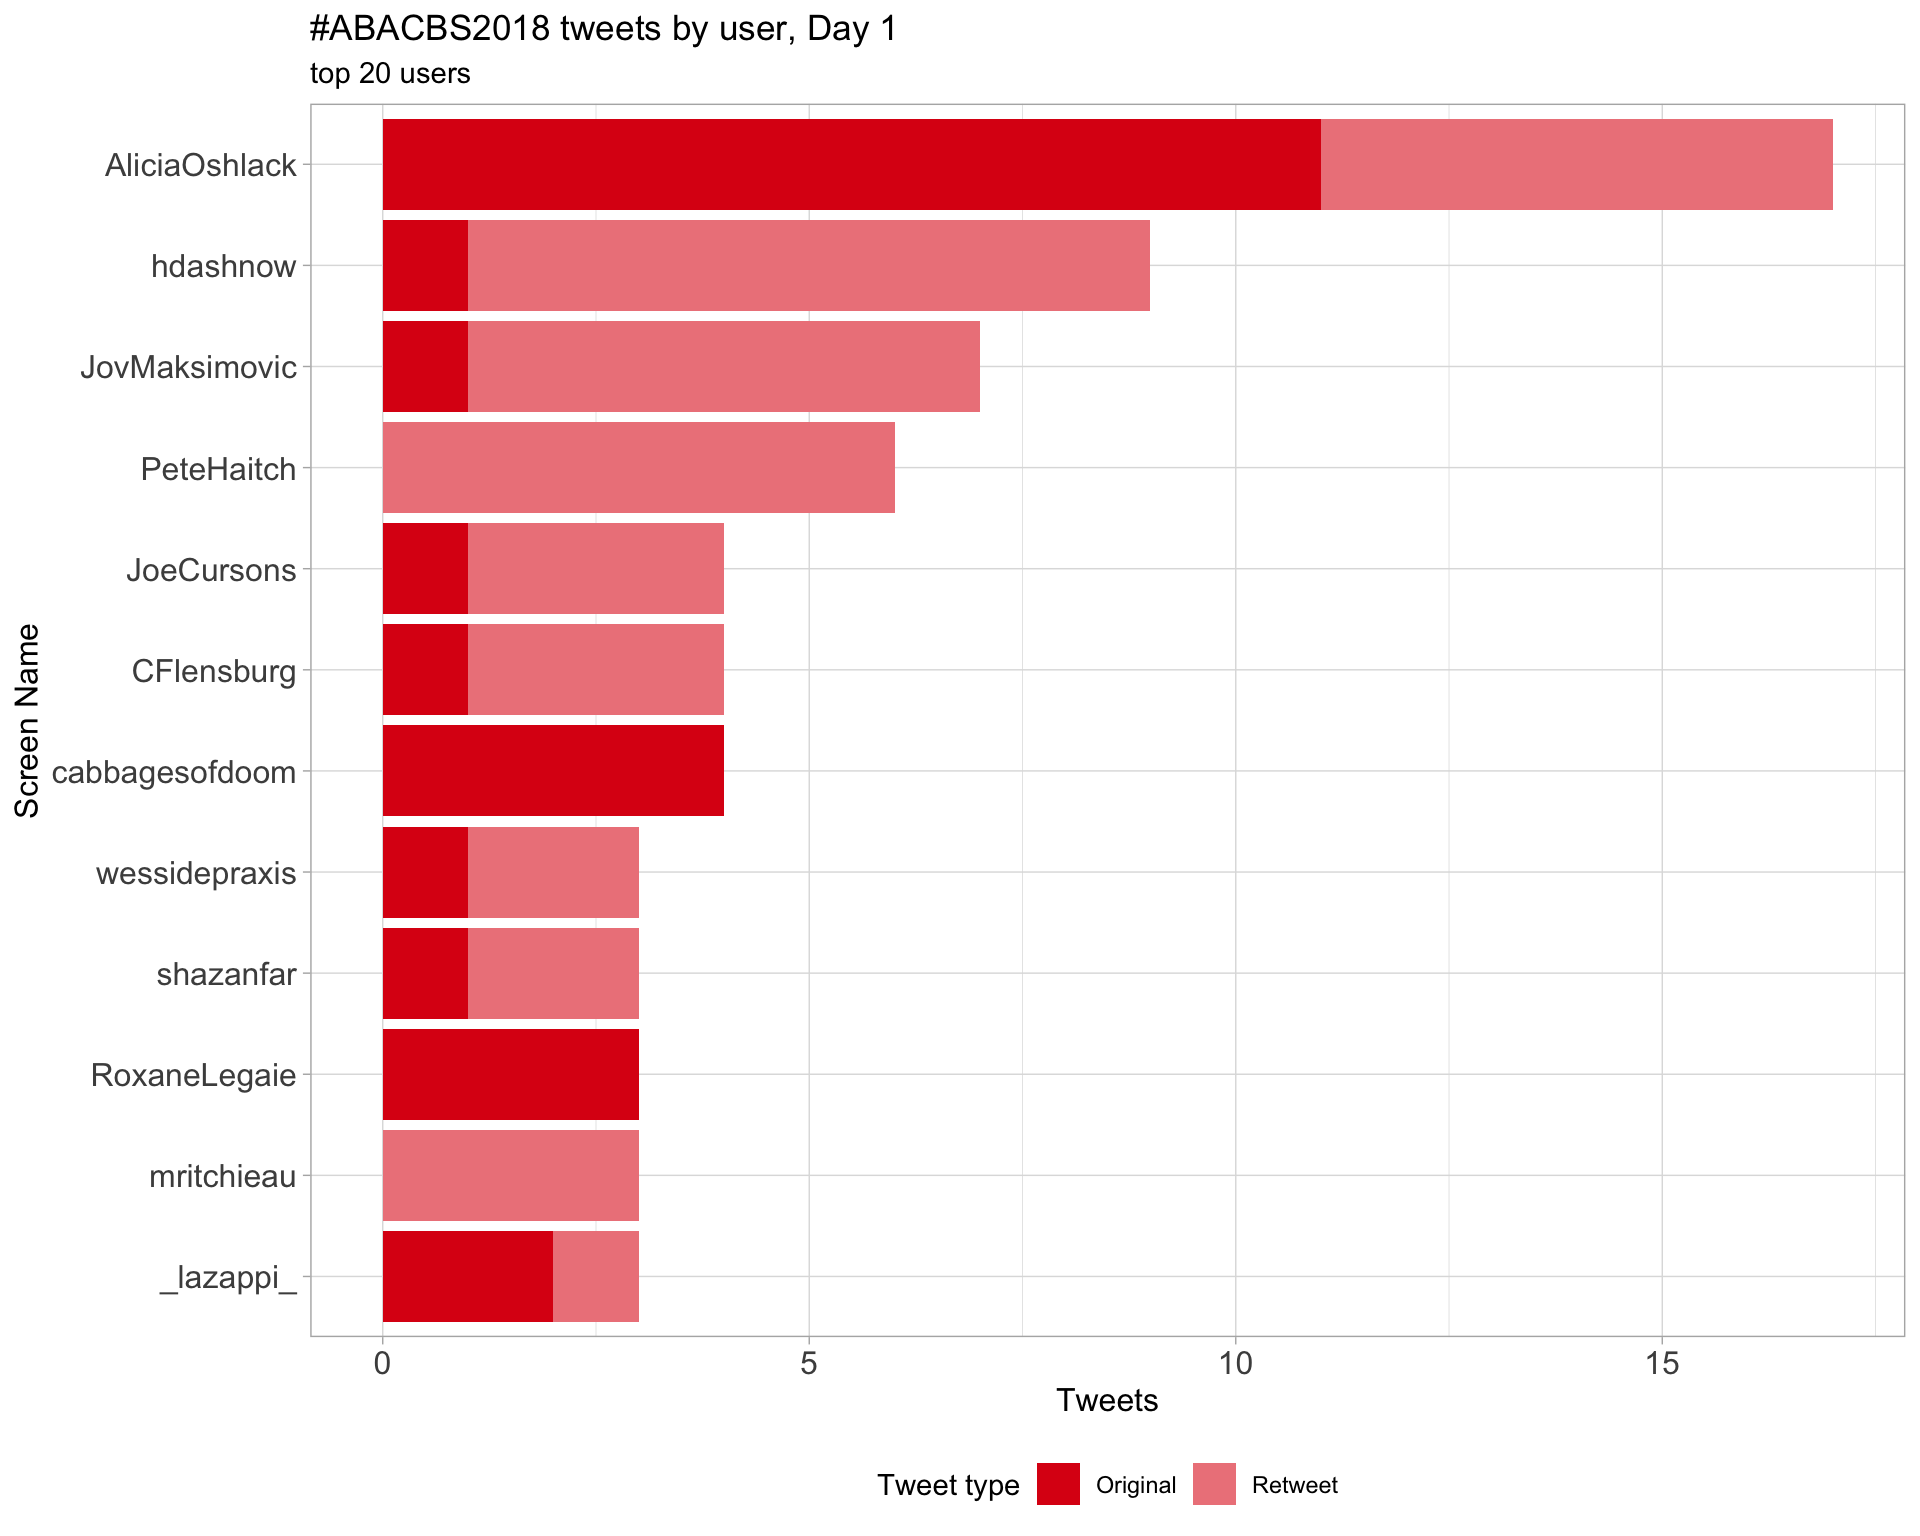 #ABACBS2018 tweets by user, Day 1
top 20 users
Screen Name
AliciaOshlack
hdashnow
JovMaksimovic
PeteHaitch
JoeCursons
CFlensburg
cabbagesofdoom
wessidepraxis
shazanfar
RoxaneLegaie
mritchieau
_lazappi_
0 5 10 15
Tweets
Tweet type Original Retweet